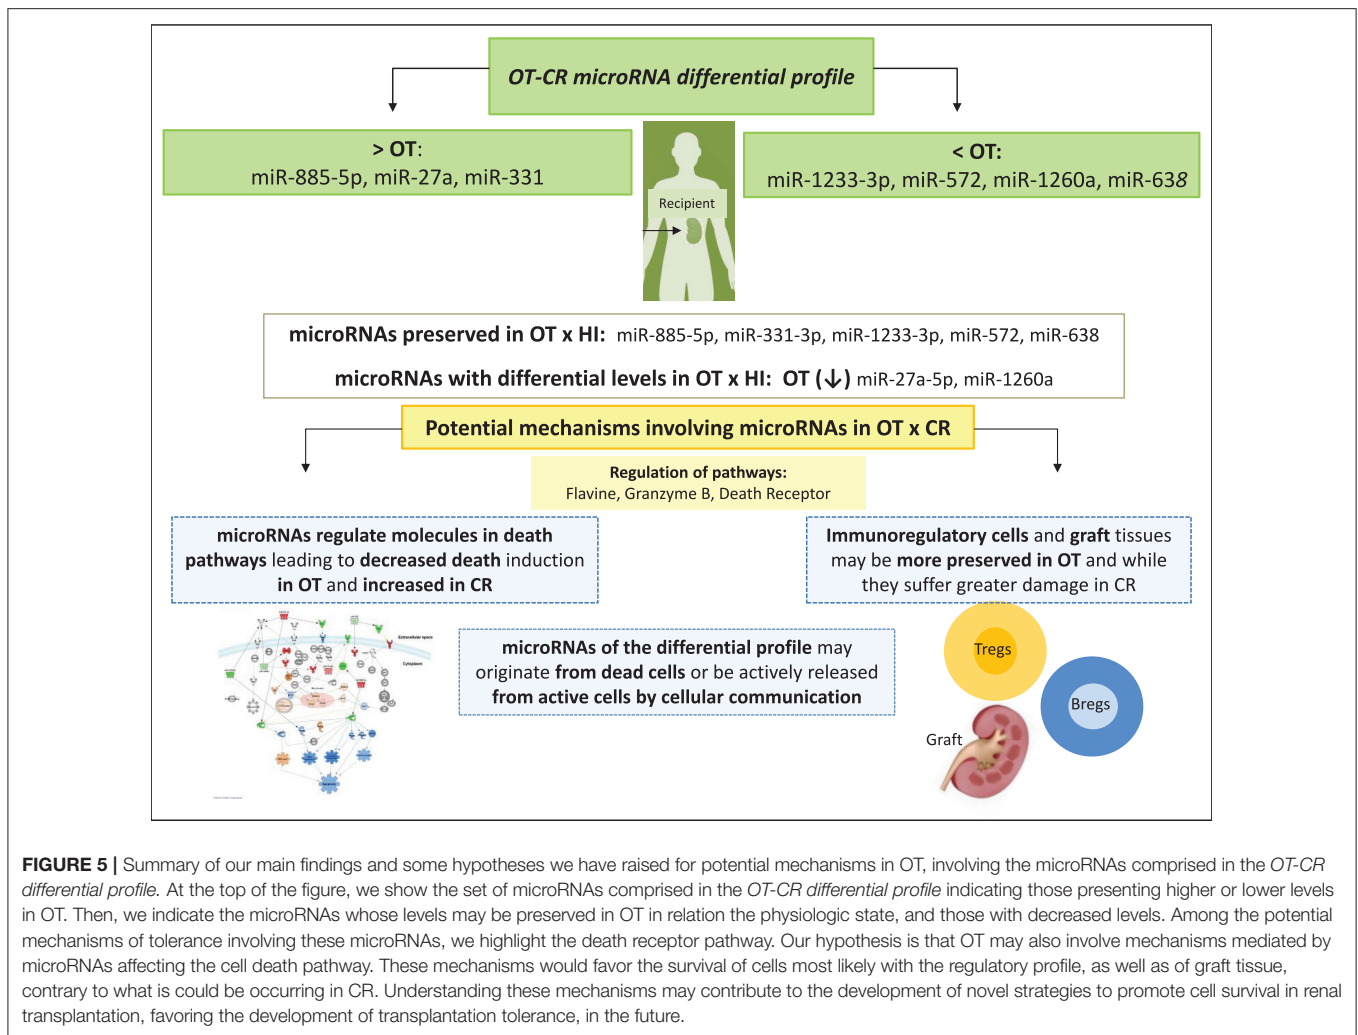 OT-CR microRNA differential profile
> OT:
miR-885-5p, miR-27a, miR-331
< OT:
miR-1233-3p, miR-572, miR-1260a, miR-638
Recipient
microRNAs preserved in OT x HI: miR-885-5p, miR-331-3p, miR-1233-3p, miR-572, miR-638
microRNAs with differential levels in OT x HI: OT (↓) miR-27a-5p, miR-1260a
Potential mechanisms involving microRNAs in OT x CR
Regulation of pathways:
Flavine, Granzyme B, Death Receptor
microRNAs regulate molecules in death
pathways leading to decreased death induction
in OT and increased in CR
Immunoregulatory cells and graft tissues
may be more preserved in OT and while
they suffer greater damage in CR
Extracellular space
Cytoplasm
microRNAs of the differential profile may
originate from dead cells or be actively released
from active cells by cellular communication
Tregs
Bregs
Graft
FIGURE 5 | Summary of our main findings and some hypotheses we have raised for potential mechanisms in OT, involving the microRNAs comprised in the OT-CR
differential profile. At the top of the figure, we show the set of microRNAs comprised in the OT-CR differential profile indicating those presenting higher or lower levels
in OT. Then, we indicate the microRNAs whose levels may be preserved in OT in relation the physiologic state, and those with decreased levels. Among the potential
mechanisms of tolerance involving these microRNAs, we highlight the death receptor pathway. Our hypothesis is that OT may also involve mechanisms mediated by
microRNAs affecting the cell death pathway. These mechanisms would favor the survival of cells most likely with the regulatory profile, as well as of graft tissue,
contrary to what is could be occurring in CR. Understanding these mechanisms may contribute to the development of novel strategies to promote cell survival in renal
transplantation, favoring the development of transplantation tolerance, in the future.